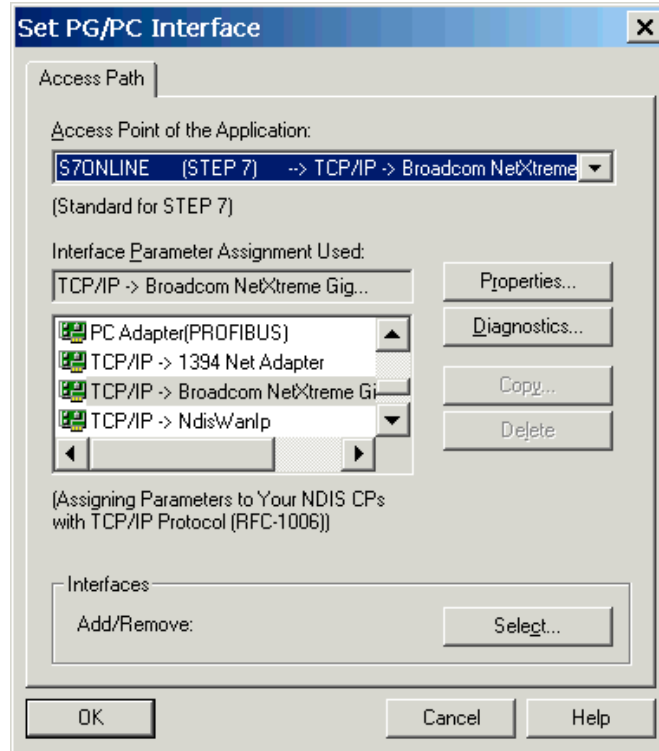 Set PG/PC Interface
Access Path
Access Point of the Application:
S7ONLINE (STEP 7) --> TCP/IP -> Broadcom NetXtreme
(Standard for STEP 7)
Interface Parameter Assignment Used:
TCP/IP -> Broadcom NetXtreme Gig...
Properties...
PC Adapter(PROFIBUS)
Diagnostics...
TCP/IP -> 1394 Net Adapter
TCP/IP -> Broadcom NetXtreme Gi
Copy...
TCP/IP -> NdisWanIp
Delete
(Assigning Parameters to Your NDIS CPs
with TCP/IP Protocol (RFC-1006))
Interfaces
Add/Remove:
Select...
OK
Cancel
Help